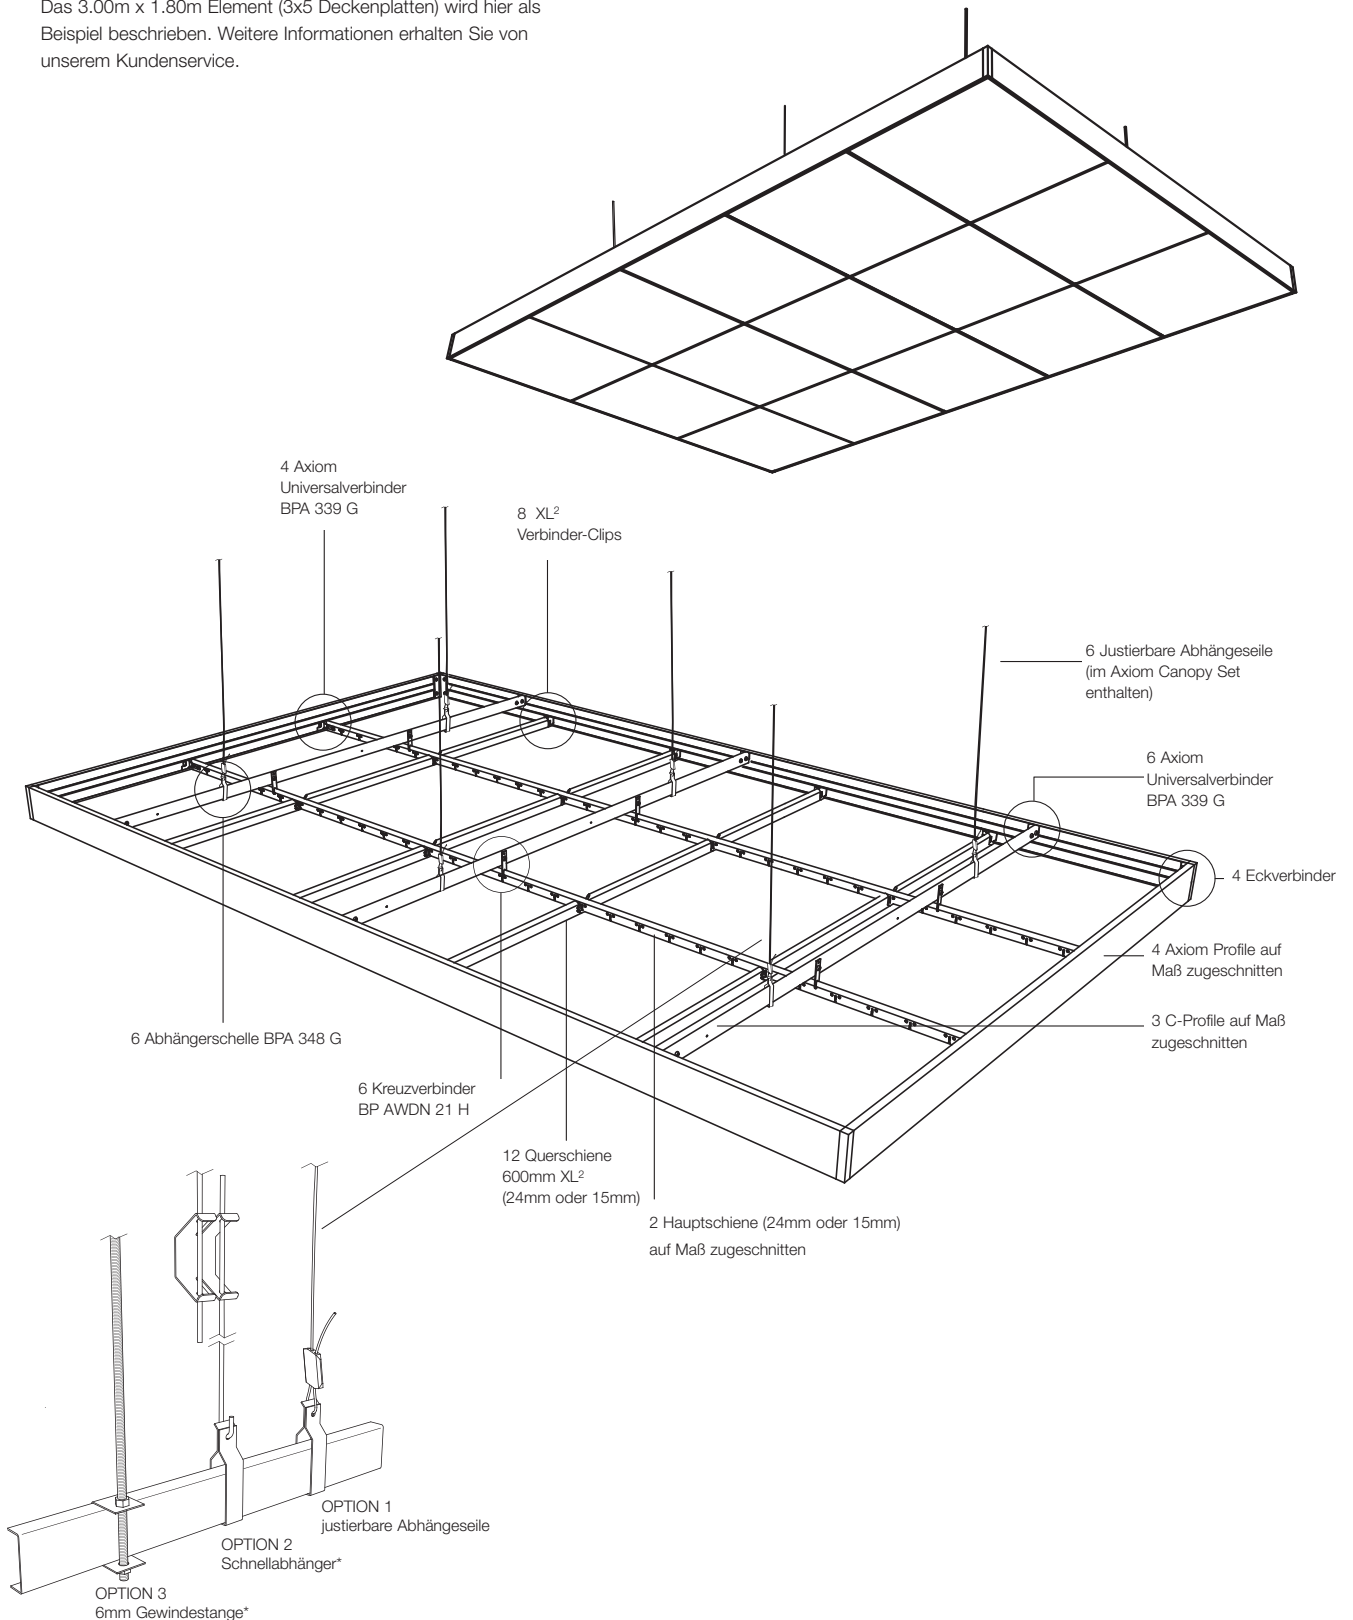 Das 3.00m x 1.80m Element (3x5 Deckenplatten) wird hier als
Beispiel beschrieben. Weitere Informationen erhalten Sie von
unserem Kundenservice.
4 Axiom
Universalverbinder
BPA 339 G
8 XL²
Verbinder-Clips
6 Justierbare Abhängeseile
(im Axiom Canopy Set
enthalten)
6 Axiom
Universalverbinder
BPA 339 G
4 Eckverbinder
4 Axiom Profile auf
Maß zugeschnitten
3 C-Profile auf Maß
zugeschnitten
6 Abhängerschelle BPA 348 G
6 Kreuzverbinder
BP AWDN 21 H
12 Querschiene
600mm XL²
(24mm oder 15mm)
2 Hauptschiene (24mm oder 15mm)
auf Maß zugeschnitten
OPTION 1
justierbare Abhängeseile
OPTION 2
Schnellabhänger*
OPTION 3
6mm Gewindestange*